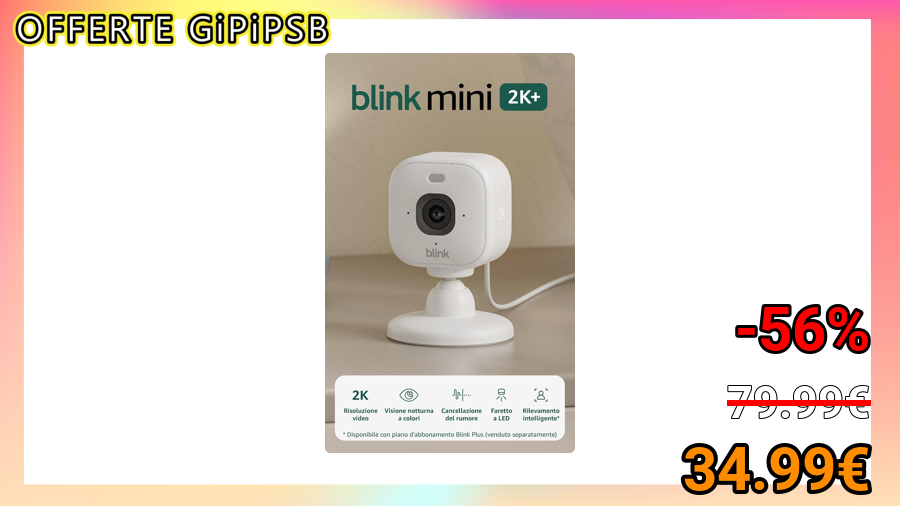 OFFERTE GiPiPSB
blink mini 2K+
blink
2K
Risoluzione
video
Visione notturna
a colori
Cancellazione
del rumore
Faretto
a LED
Rilevamento
intelligente*
* Disponibile con piano d'abbonamento Blink Plus (venduto separatamente)
-56%
79.99€
34.99€